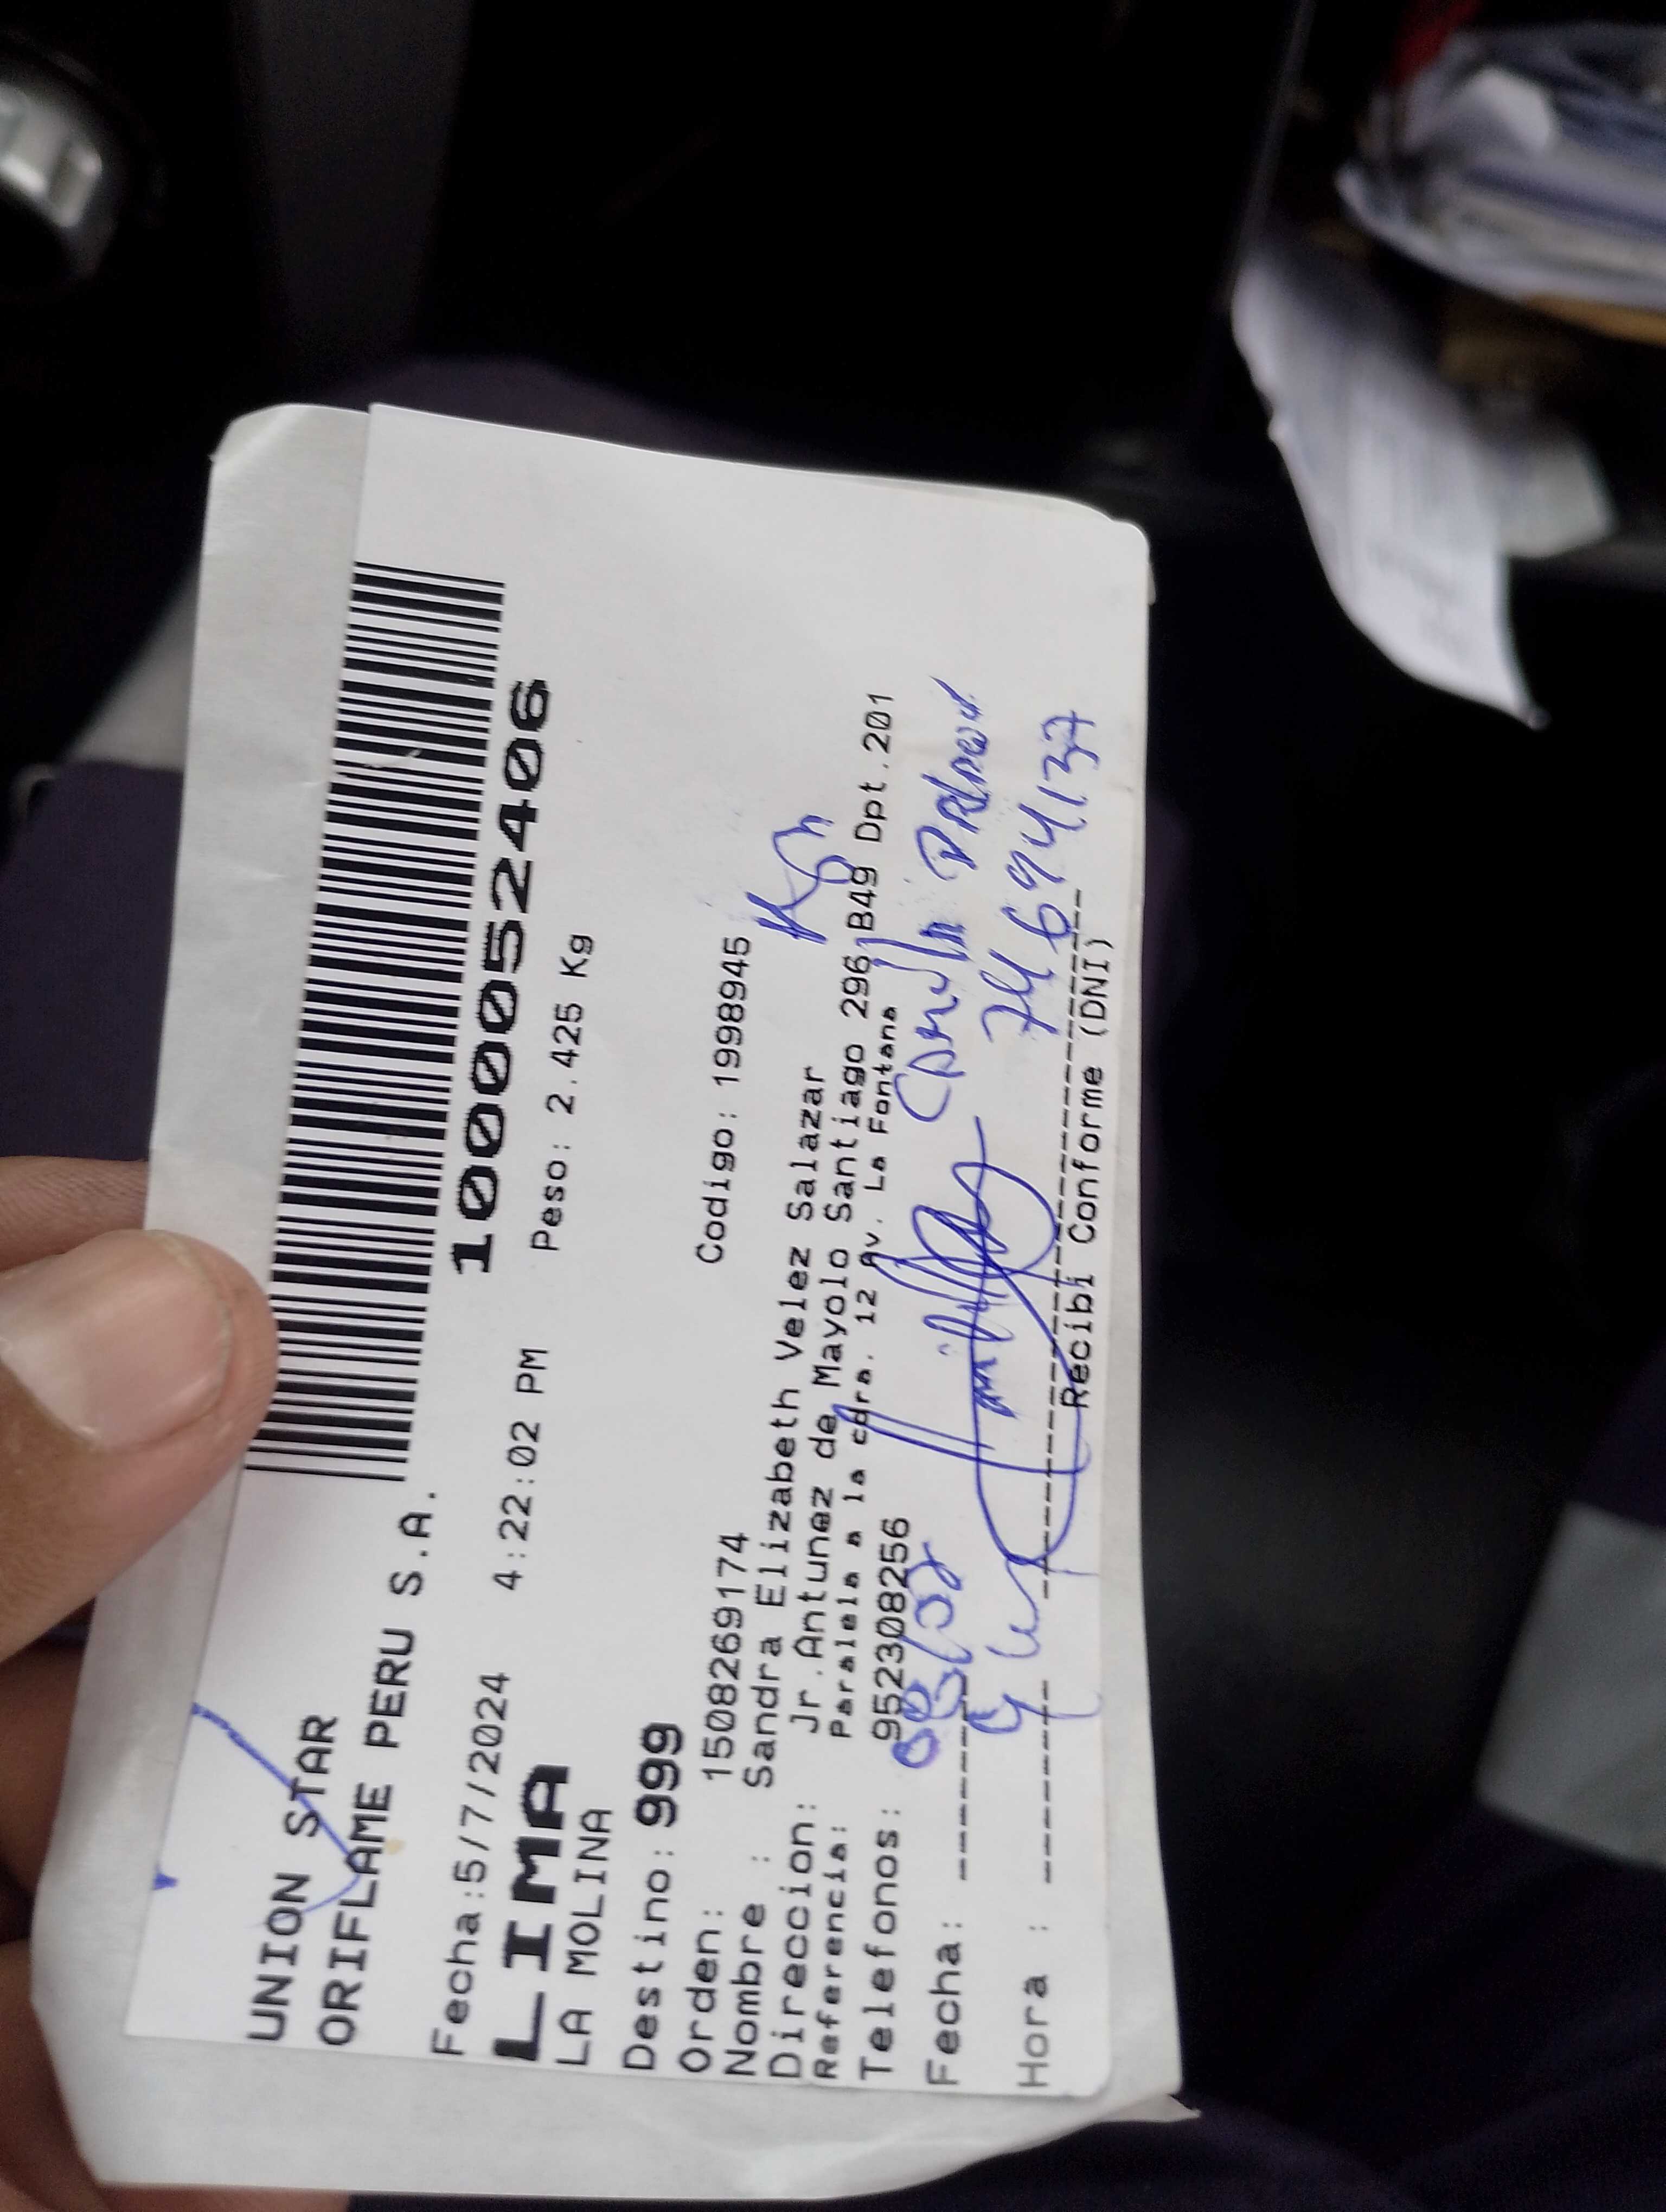 UNION STAR
ORIFLAME PERU S.A.
1000052406
Fecha:5/7/2024 4:22:02 PM Peso: 2.425 Kg
LIMA
LA MOLINA
Destino: 999
Orden: 1508269174 Codigo: 1998945
Nombre : Sandra Elizabeth Velez Salazar
Direccion: Jr.Antunez de Mayolo Santiago 296 B49 Dpt.201
Referencia: Paralela a la cdra. 12 Av. La Fontana
Telefonos: 952308256
Fecha:
74694137
Hora :
Recibi Conforme (DNI)